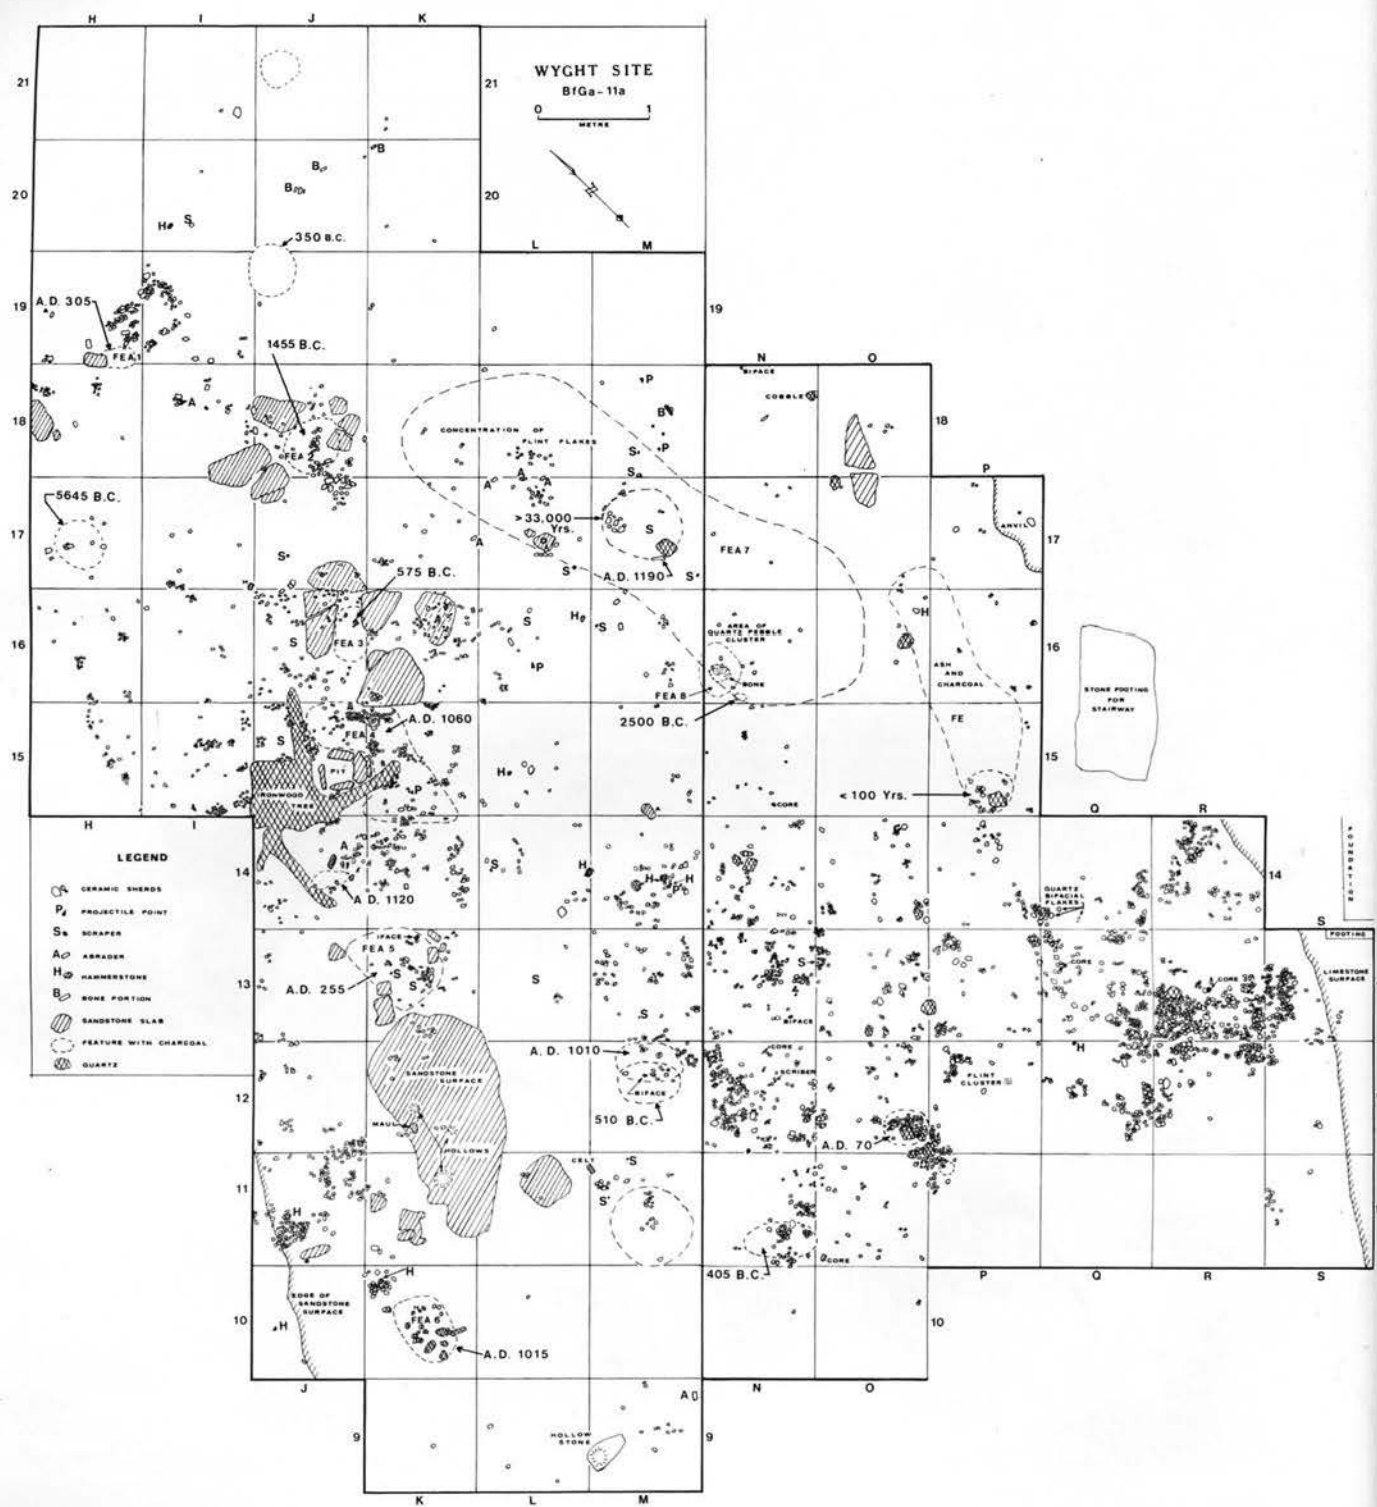 H I J K
21 21
WYGHT SITE
BfGa-11a
0 1
METRE
N
B
B
B
20 20
H S
L M
350 B.C.
19 19
A.D. 305
FEA 1
1455 B.C.
N O
BIFACE
P
COBBLE
A
B
18 18
CONCENTRATION OF
FLINT FLAKES
P
S
FEA 2
S
P
A A A
5645 B.C.
>33,000
Yrs.
S
ANVIL
17 17
FEA 7
A
S
S
575 B.C.
A.D. 1190
S
H
S
H
S
AREA OF
QUARTZ PEBBLE
CLUSTER
S
FEA 3
16 16
P
ASH
AND
CHARCOAL
BONE
FEA 8
STONE FOOTING
FOR
STAIRWAY
A
A.D. 1060
2500 B.C.
FE
FEA 4
S
15 15
PIT
H
IRONWOOD
TREE
P
<100 Yrs.
CORE
A
Q R
H I
FOUNDATION
LEGEND
A
CERAMIC SHERDS
P PROJECTILE POINT
S SCRAPER
A ABRADER
H HAMMERSTONE
B BONE PORTION
SANDSTONE SLAB
FEATURE WITH CHARCOAL
QUARTZ
14 14
S
H
H H
P
A.D. 1120
QUARTZ
BIFACIAL
FLAKES
S
FOOTING
IFACE
FEA 5
A
S
S
A
S
CORE
CORE
LIMESTONE
SURFACE
13
A.D. 255
S
S
BIFACE
A.D. 1010
CORE
H
A
SANDSTONE
SURFACE
SCRIBER
FLINT
CLUSTER
BIFACE
12
510 B.C.
MAUL
HOLLOWS
A.D. 70
CELT
S
11
S
H
405 B.C.
CORE
P Q R S
H
EDGE OF
SANDSTONE
SURFACE
10 10
H
FEA 6
A.D. 1015
J
N O
A
9 9
HOLLOW
STONE
K L M